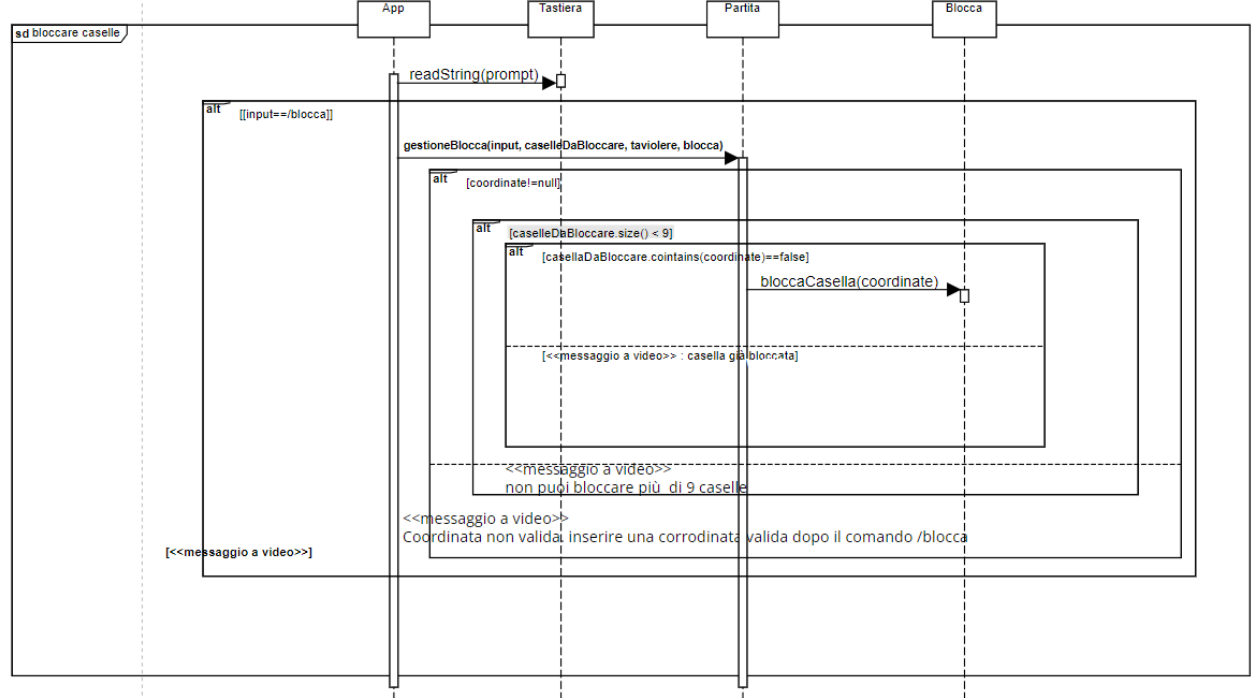 App
Tastiera
Partita
Blocca
sd bloccare caselle
readString(prompt)
alt
[[input==/blocca]]
gestioneBlocca(input, caselleDaBloccare, taviolere, blocca)
alt
[coordinate!=null]
alt
[caselleDaBloccare.size() < 9]
alt
[casellaDaBloccare.cointains(coordinate)==false]
bloccaCasella(coordinate)
[<<messaggio a video>> : casella già bloccata]
<<messaggio a video>>
non puoi bloccare più di 9 caselle
<<messaggio a video>>
Coordinata non valida, inserire una corrodinata valida dopo il comando /blocca
[<<messaggio a video>>]